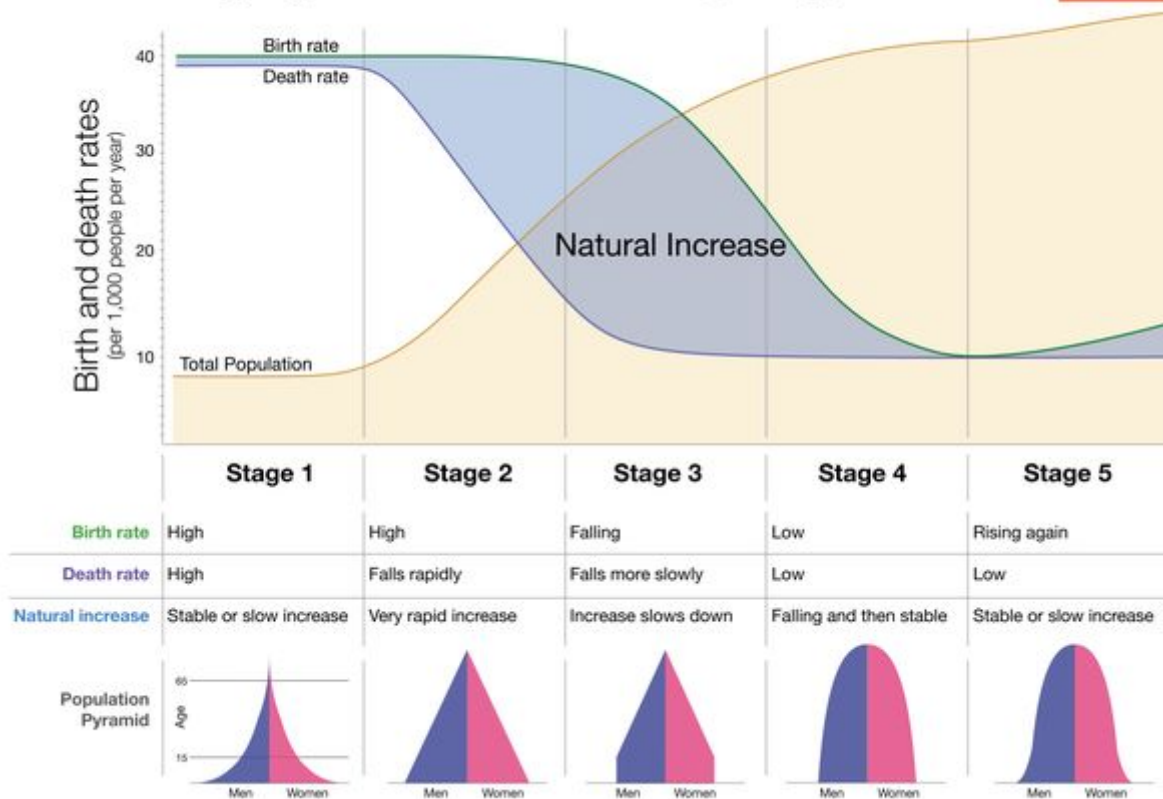 Birth rate
Death rate
40
30
20
10
Birth and death rates
(per 1,000 people per year)
Natural Increase
Total Population
Stage 1 Stage 2 Stage 3 Stage 4 Stage 5
Birth rate High High Falling Low Rising again
Death rate High Falls rapidly Falls more slowly Low Low
Natural increase Stable or slow increase Very rapid increase Increase slows down Falling and then stable Stable or slow increase
Population
Pyramid
65
Age
15
Men Women Men Women Men Women Men Women Men Women